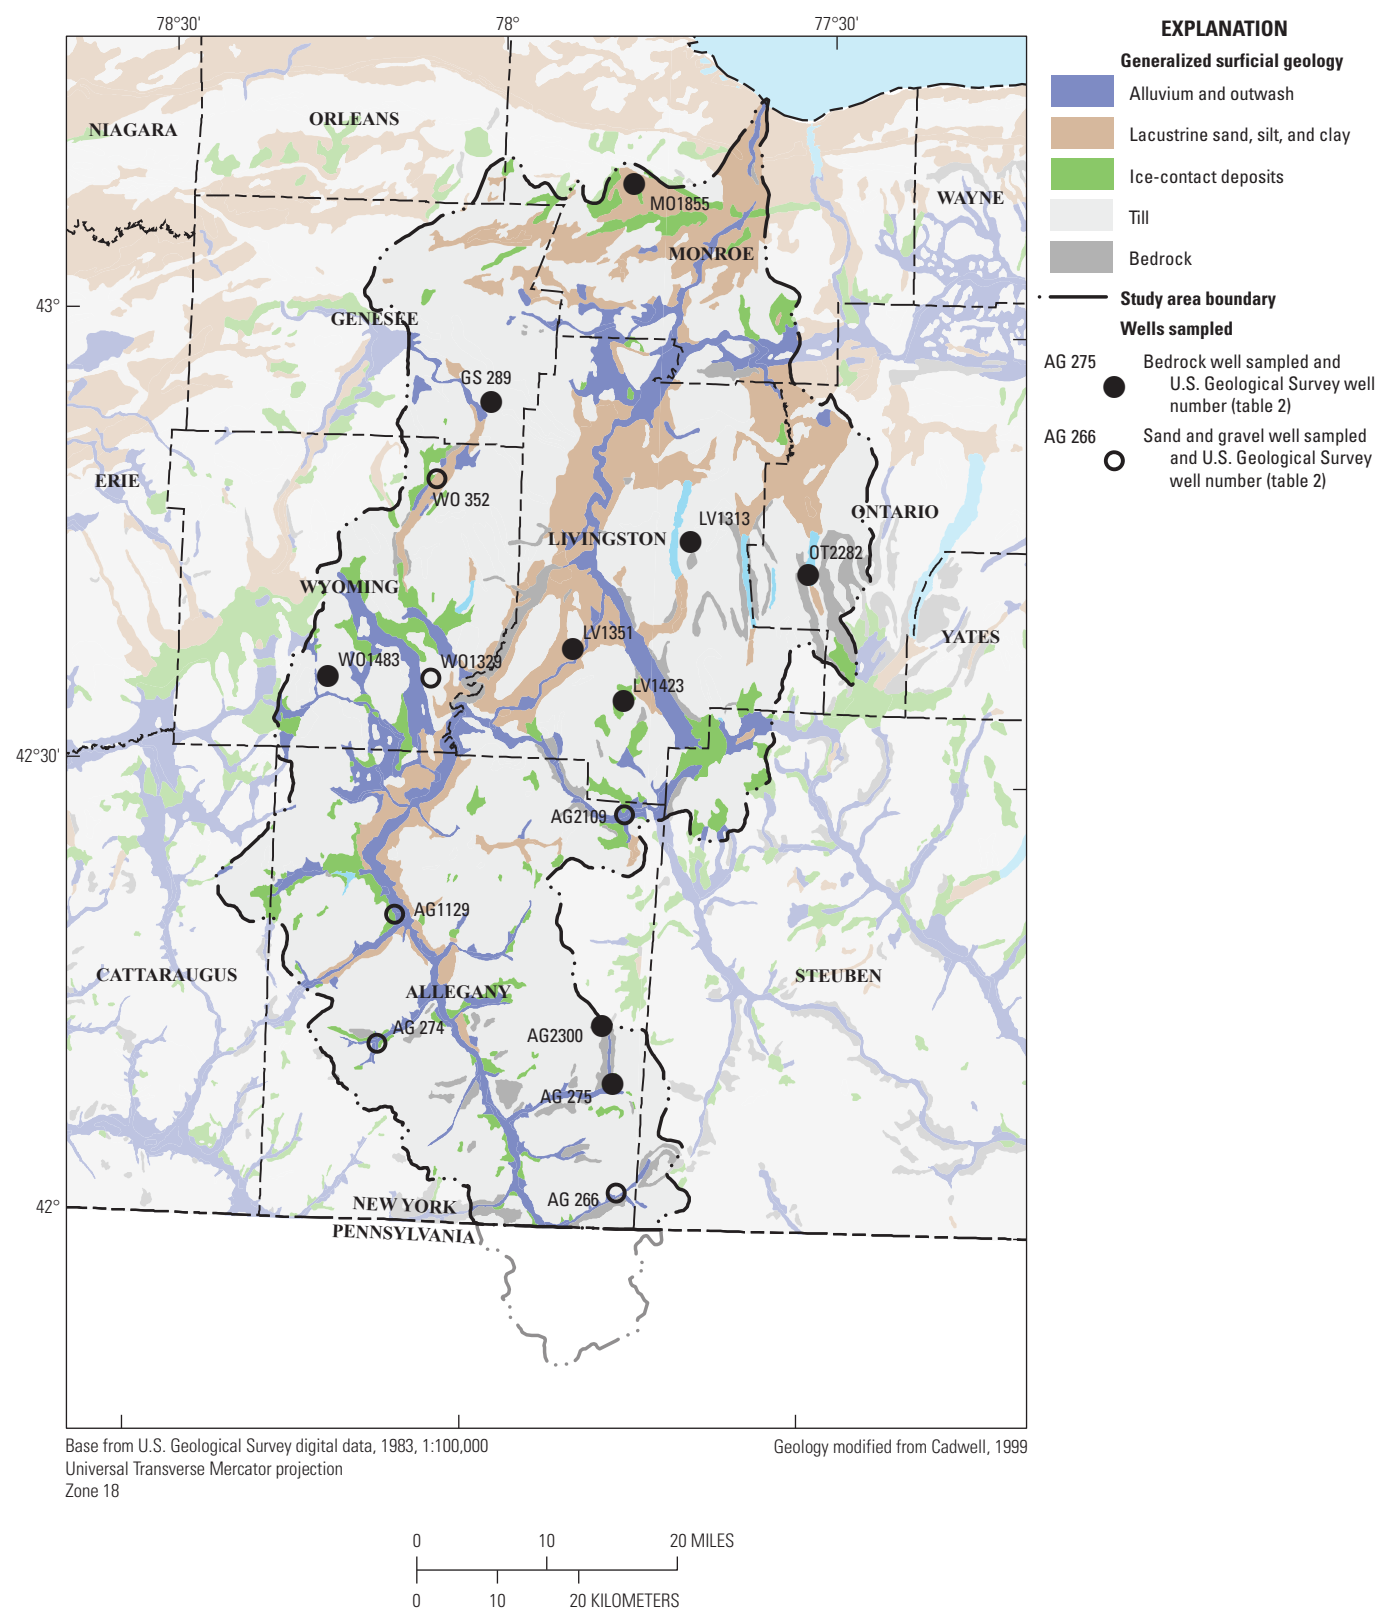 78°30'
78°
77°30'
NIAGARA
ORLEANS
WAYNE
MO1855
MONROE
43°
GENESEE
GS 289
ERIE
WO 352
LV1313
ONTARIO
LIVINGSTON
OT2282
WYOMING
LV1351
YATES
WO1483
WO1329
LV1423
42°30'
AG2109
AG1129
CATTARAUGUS
STEUBEN
ALLEGANY
AG 274
AG2300
AG 275
AG 266
42°
NEW YORK
PENNSYLVANIA
EXPLANATION
Generalized surficial geology
Alluvium and outwash
Lacustrine sand, silt, and clay
Ice-contact deposits
Till
Bedrock
Study area boundary
Wells sampled
AG 275 Bedrock well sampled and
U.S. Geological Survey well
number (table 2)
AG 266 Sand and gravel well sampled
and U.S. Geological Survey
well number (table 2)
Base from U.S. Geological Survey digital data, 1983, 1:100,000
Universal Transverse Mercator projection
Zone 18
Geology modified from Cadwell, 1999
0 10 20 MILES
0 10 20 KILOMETERS